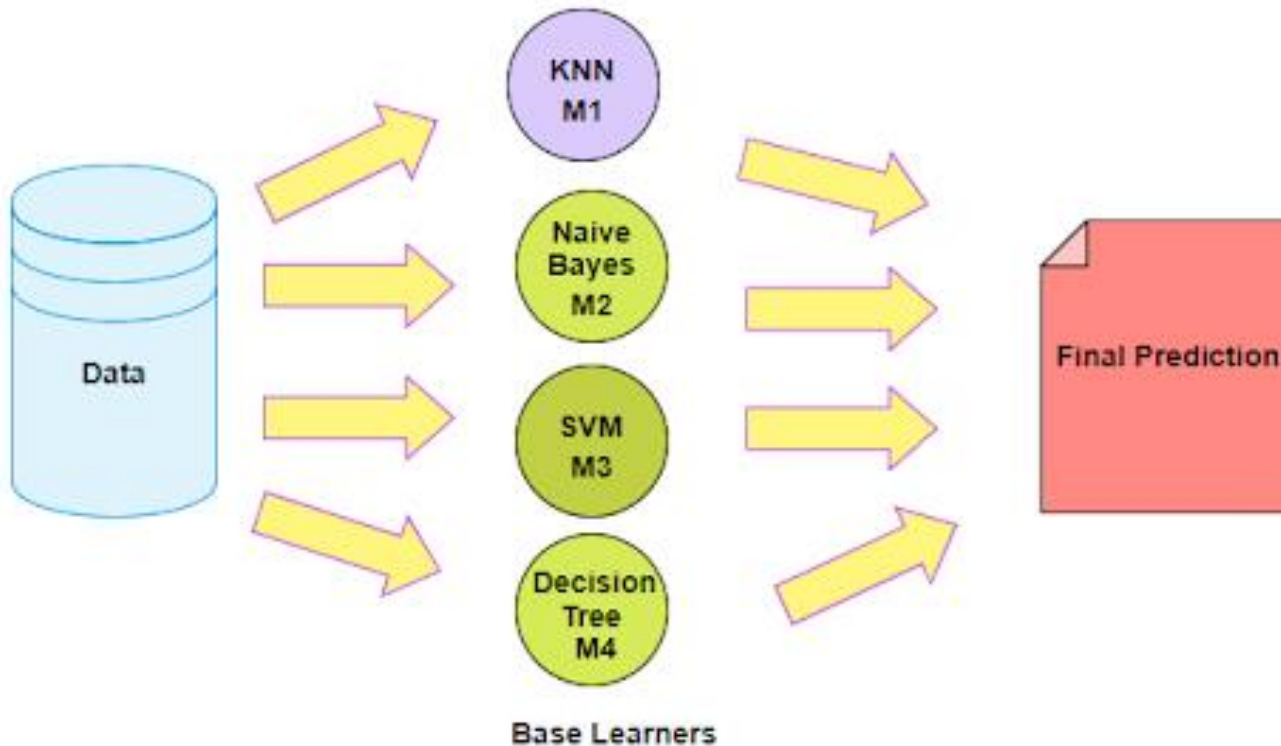 KNN
M1
Naive
Bayes
M2
Data
Final Prediction
SVM
M3
Decision
Tree
M4
Base Learners